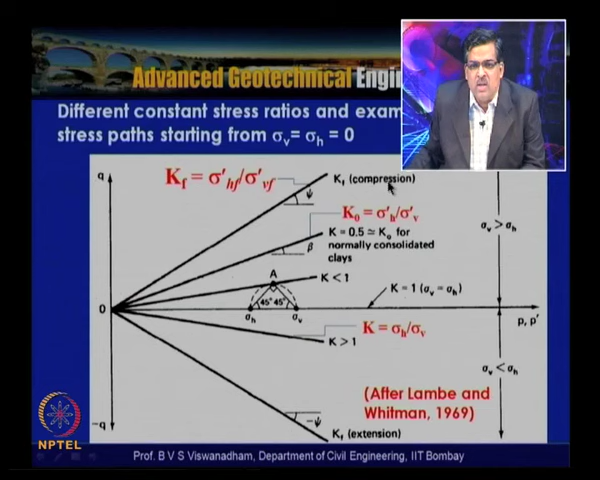 Advanced Geotechnical Engi
Different constant stress ratios and exam
stress paths starting from σv= σh = 0
q
Kf = σ'hf/σ'vf
Kf (compression)
ψ
K0 = σ'h/σ'v
K = 0.5 ≃ Ko for
normally consolidated
clays
β
σv > σh
A
K < 1
K = 1 (σv = σh)
45° 45°
0
σh
σv
p, p'
K > 1
K = σh/σv
σv < σh
(After Lambe and
Whitman, 1969)
-ψ
-q
Kf (extension)
NPTEL
Prof. B V S Viswanadham, Department of Civil Engineering, IIT Bombay